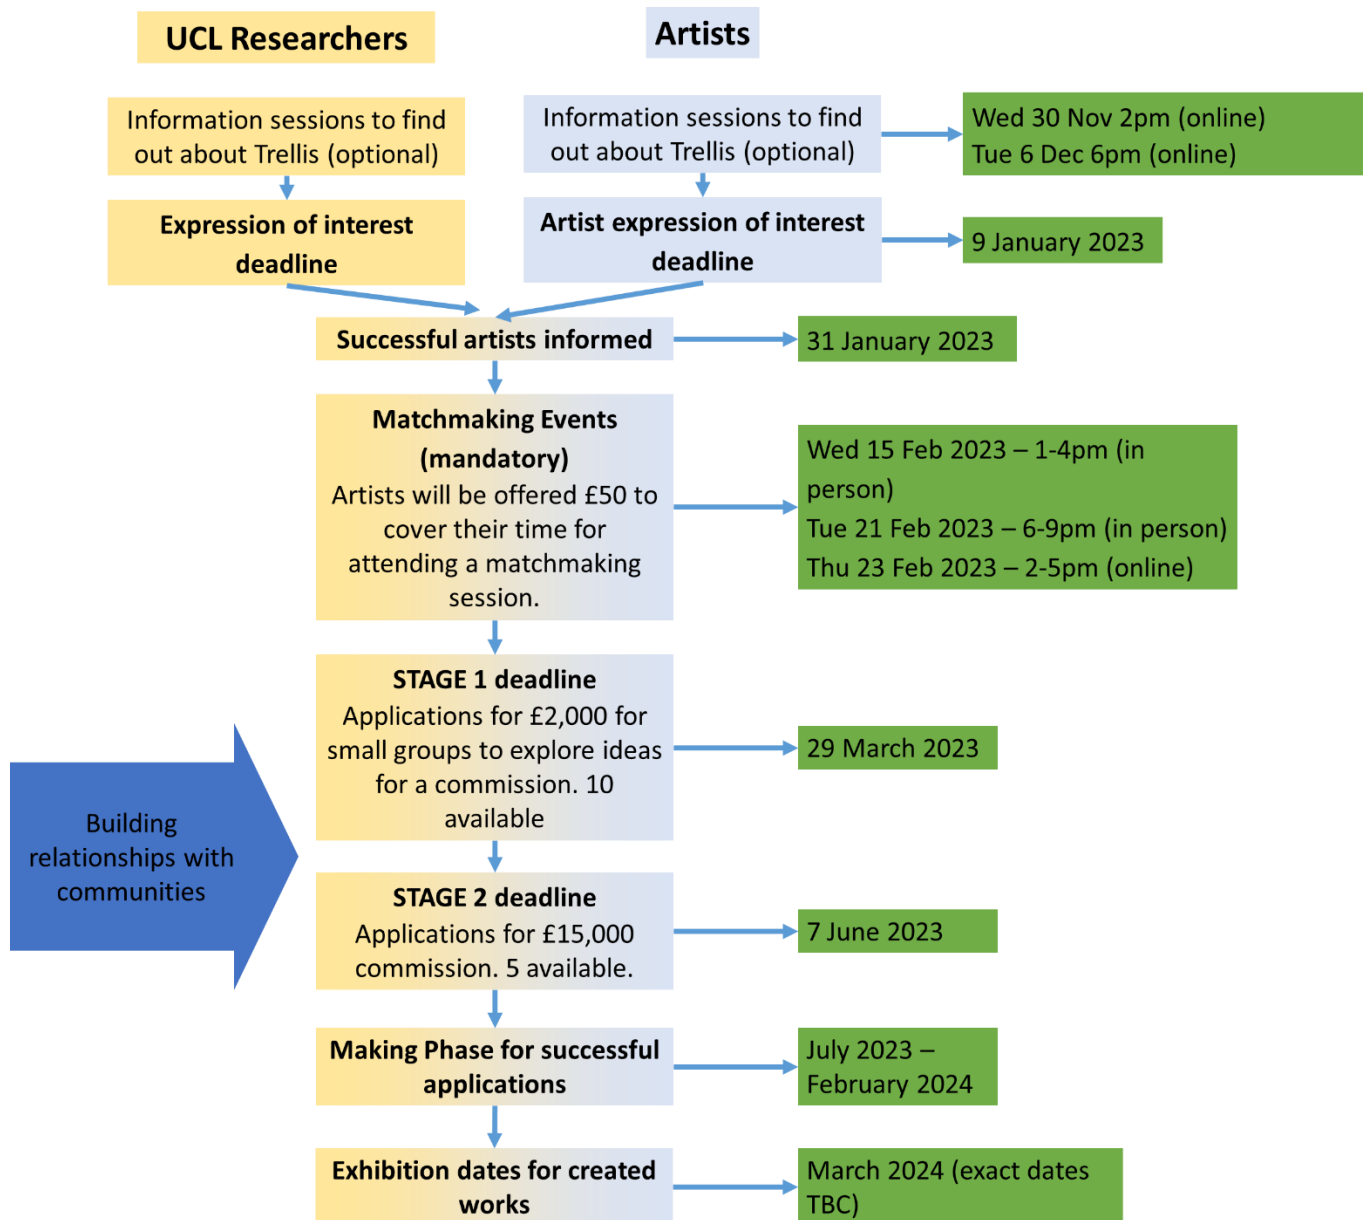 UCL Researchers
Artists
Information sessions to find
out about Trellis (optional)
Information sessions to find
out about Trellis (optional)
Wed 30 Nov 2pm (online)
Tue 6 Dec 6pm (online)
Expression of interest
deadline
Artist expression of interest
deadline
9 January 2023
Successful artists informed
31 January 2023
Matchmaking Events
(mandatory)
Artists will be offered £50 to
cover their time for
attending a matchmaking
session.
Wed 15 Feb 2023 – 1-4pm (in
person)
Tue 21 Feb 2023 – 6-9pm (in person)
Thu 23 Feb 2023 – 2-5pm (online)
STAGE 1 deadline
Applications for £2,000 for
small groups to explore ideas
for a commission. 10
available
29 March 2023
Building
relationships with
communities
STAGE 2 deadline
Applications for £15,000
commission. 5 available.
7 June 2023
Making Phase for successful
applications
July 2023 –
February 2024
Exhibition dates for created
works
March 2024 (exact dates
TBC)